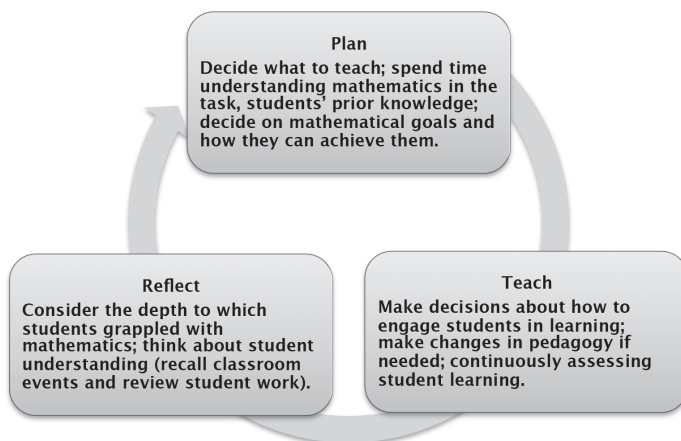 Plan
Decide what to teach; spend time
understanding mathematics in the
task, students’ prior knowledge;
decide on mathematical goals and
how they can achieve them.
Teach
Make decisions about how to
engage students in learning;
make changes in pedagogy if
needed; continuously assessing
student learning.
Reflect
Consider the depth to which
students grappled with
mathematics; think about student
understanding (recall classroom
events and review student work).